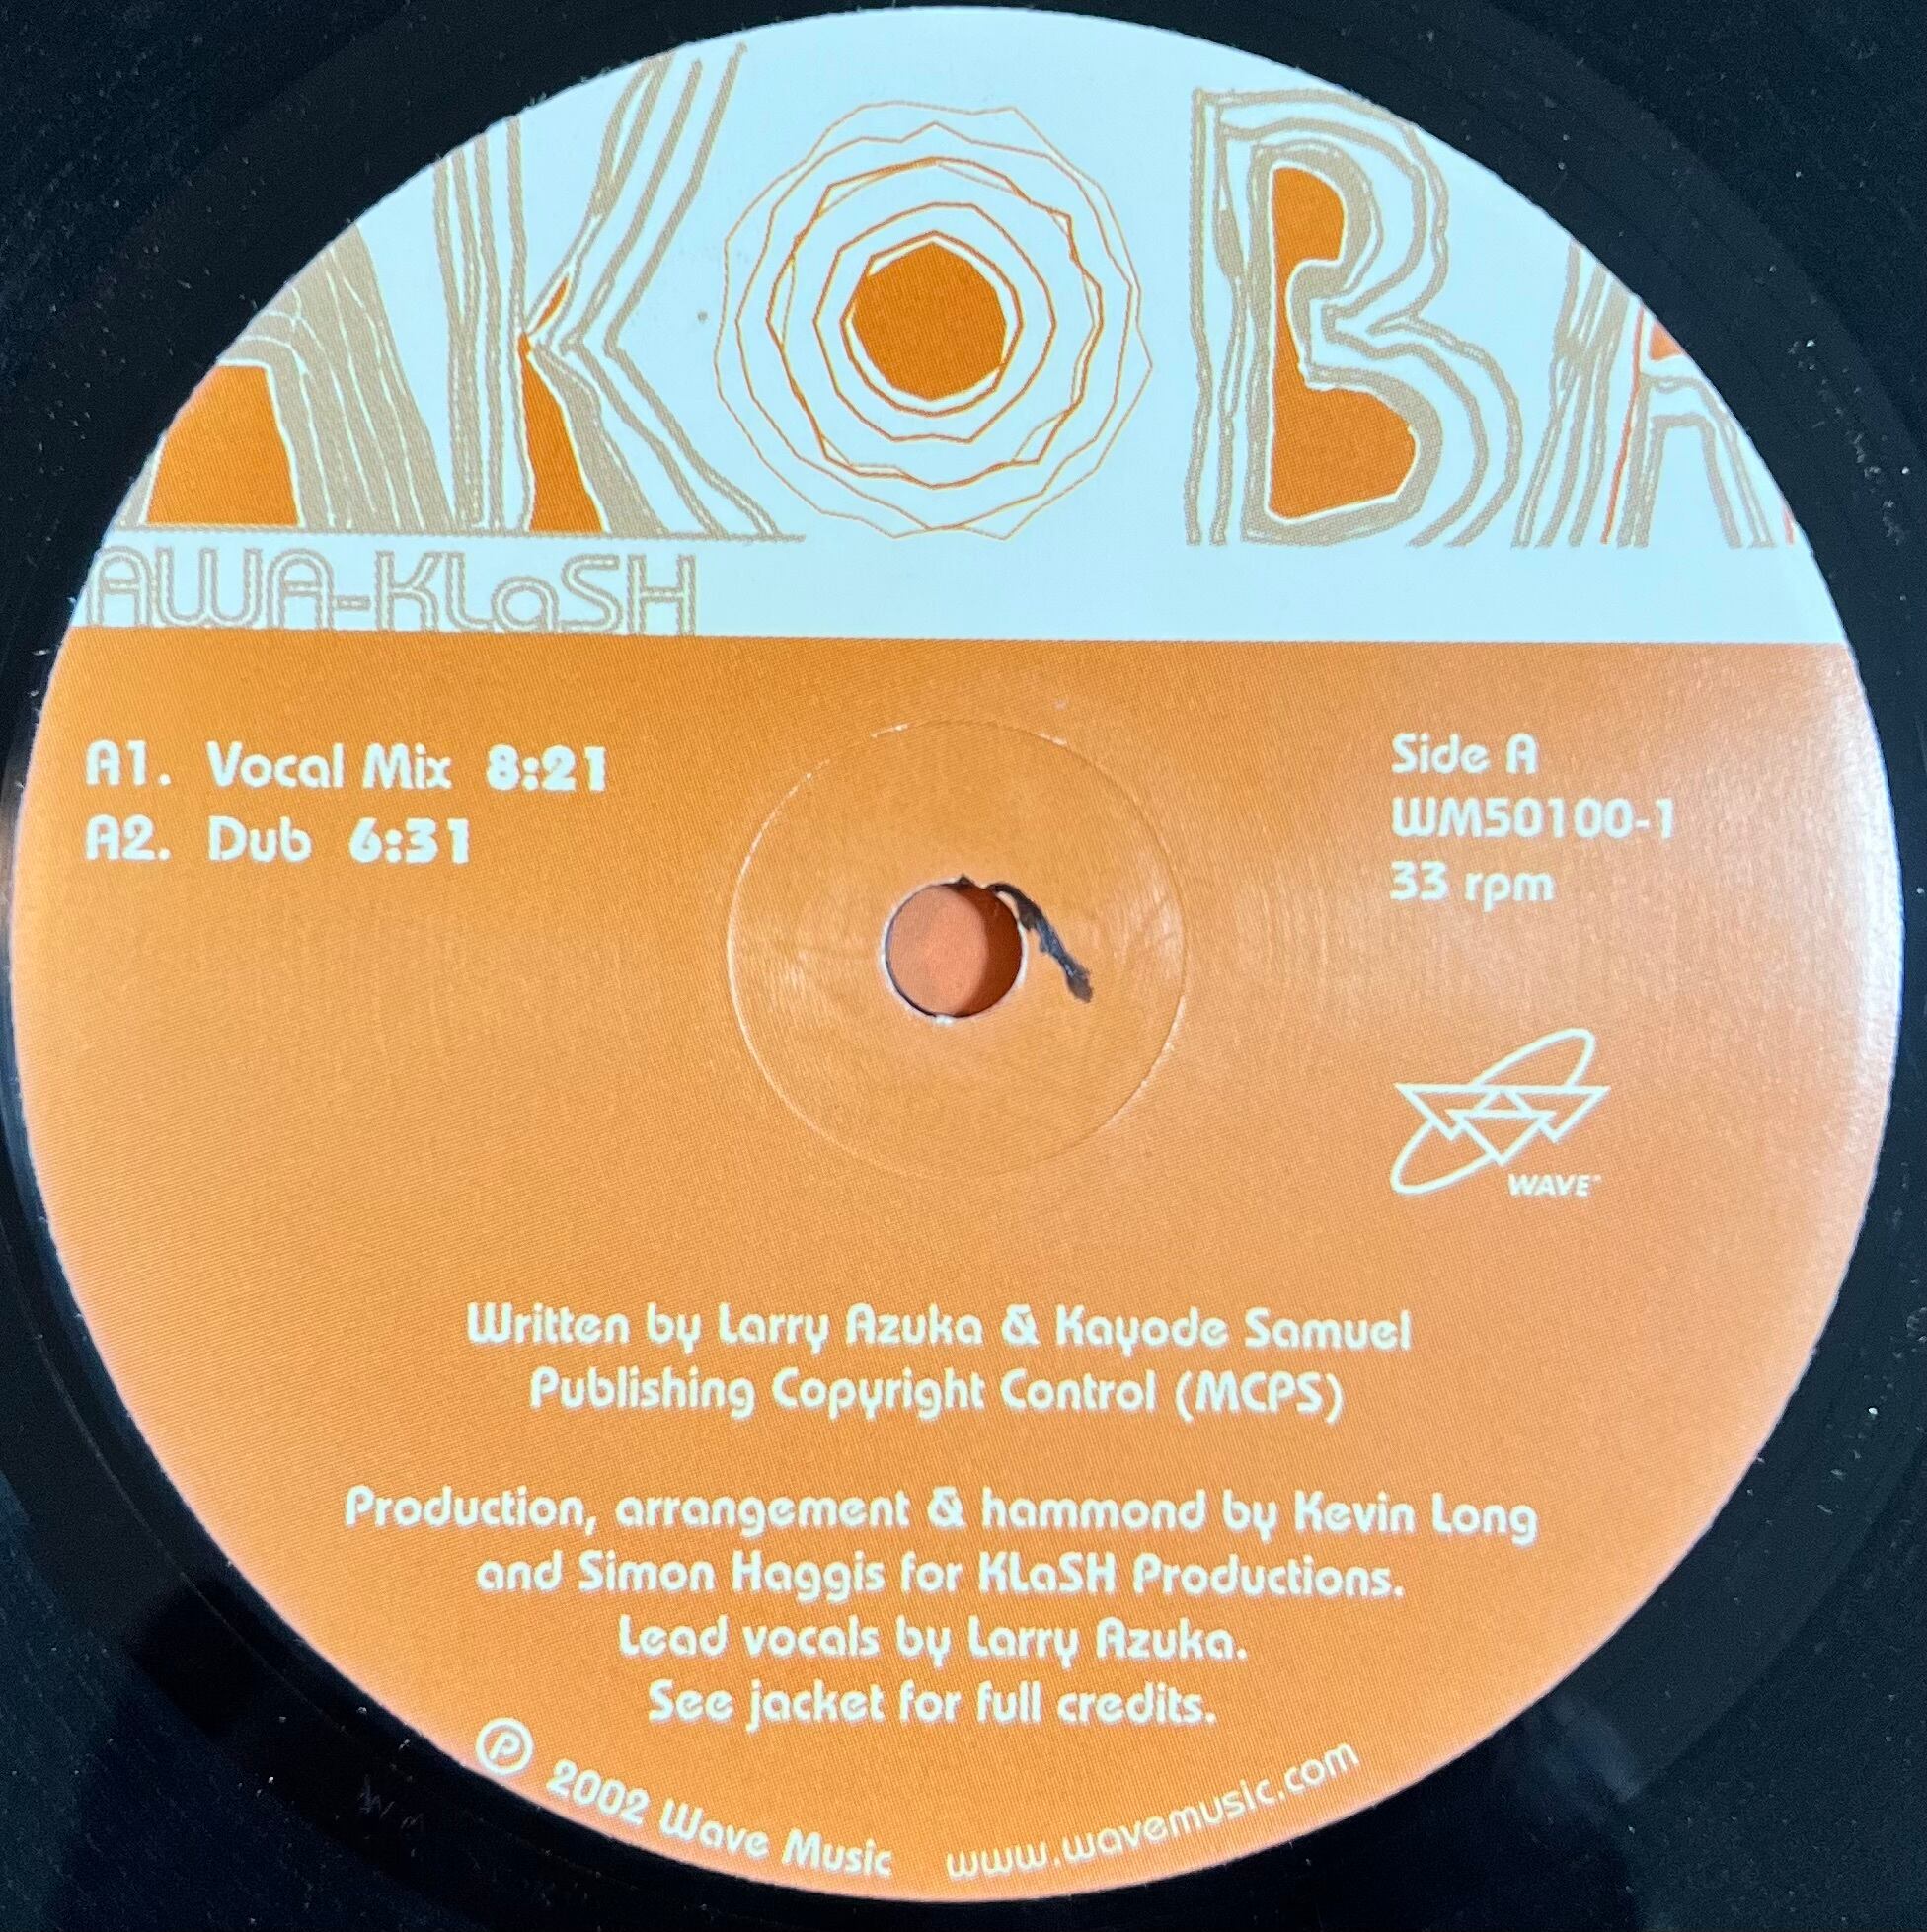 AKOBA
AWA-KLaSH
A1. Vocal Mix 8:21
A2. Dub 6:31
Side A
WM50100-1
33 rpm
WAVE
Written by Larry Azuka & Kayode Samuel
Publishing Copyright Control (MCPS)
Production, arrangement & hammond by Kevin Long
and Simon Haggis for KLaSH Productions.
Lead vocals by Larry Azuka.
See jacket for full credits.
℗ 2002 Wave Music
www.wavemusic.com